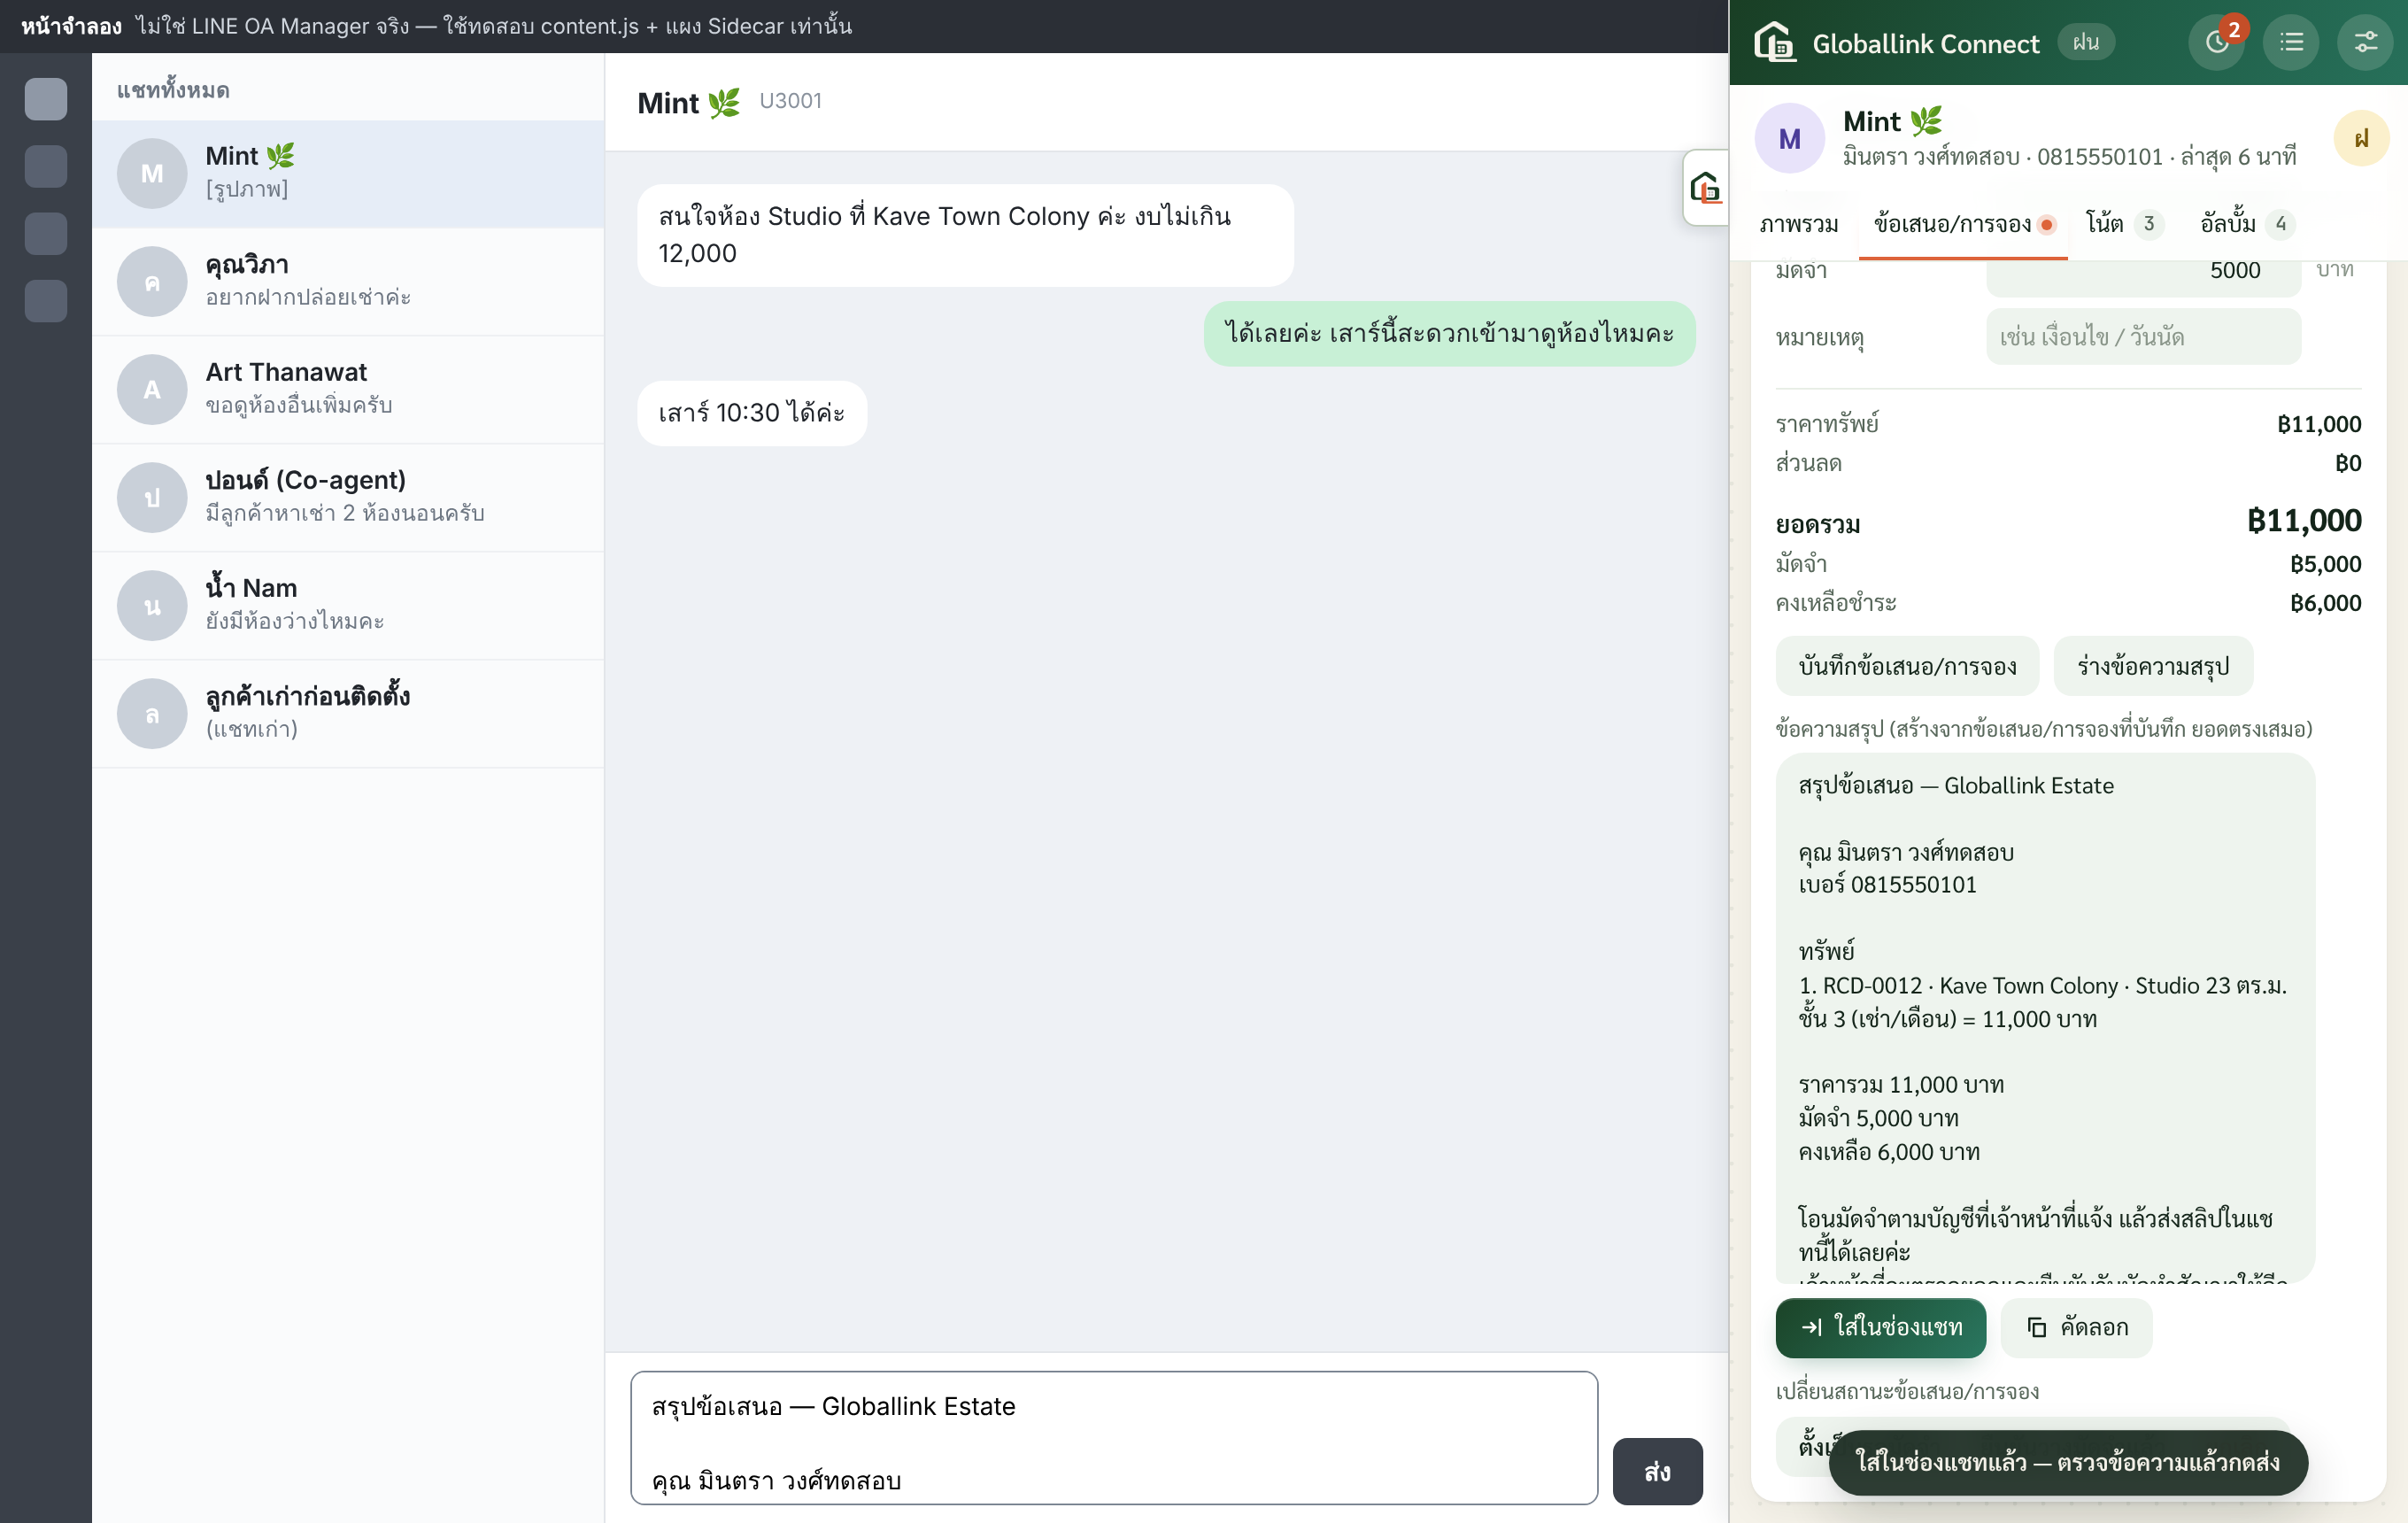 หน้าจำลอง ไม่ใช่ LINE OA Manager จริง — ใช้ทดสอบ content.js + แผง Sidecar เท่านั้น
แชททั้งหมด
M
Mint 🌿
[รูปภาพ]
ค
คุณวิภา
อยากฝากปล่อยเช่าค่ะ
A
Art Thanawat
ขอดูห้องอื่นเพิ่มครับ
ป
ปอนด์ (Co-agent)
มีลูกค้าหาเช่า 2 ห้องนอนครับ
น
น้ำ Nam
ยังมีห้องว่างไหมคะ
ล
ลูกค้าเก่าก่อนติดตั้ง
(แชทเก่า)
Mint 🌿 U3001
สนใจห้อง Studio ที่ Kave Town Colony ค่ะ งบไม่เกิน
12,000
ได้เลยค่ะ เสาร์นี้สะดวกเข้ามาดูห้องไหมคะ
เสาร์ 10:30 ได้ค่ะ
สรุปข้อเสนอ — Globallink Estate
คุณ มินตรา วงศ์ทดสอบ
ส่ง
Globallink Connect ฝน 2
M
Mint 🌿
มินตรา วงศ์ทดสอบ · 0815550101 · ล่าสุด 6 นาที
ฝ
ภาพรวม ข้อเสนอ/การจอง โน้ต 3 อัลบั้ม 4
มัดจำ 5000 บาท
หมายเหตุ เช่น เงื่อนไข / วันนัด
ราคาทรัพย์ ฿11,000
ส่วนลด ฿0
ยอดรวม ฿11,000
มัดจำ ฿5,000
คงเหลือชำระ ฿6,000
บันทึกข้อเสนอ/การจอง ร่างข้อความสรุป
ข้อความสรุป (สร้างจากข้อเสนอ/การจองที่บันทึก ยอดตรงเสมอ)
สรุปข้อเสนอ — Globallink Estate
คุณ มินตรา วงศ์ทดสอบ
เบอร์ 0815550101
ทรัพย์
1. RCD-0012 · Kave Town Colony · Studio 23 ตร.ม.
ชั้น 3 (เช่า/เดือน) = 11,000 บาท
ราคารวม 11,000 บาท
มัดจำ 5,000 บาท
คงเหลือ 6,000 บาท
โอนมัดจำตามบัญชีที่เจ้าหน้าที่แจ้ง แล้วส่งสลิปในแช
ทนี้ได้เลยค่ะ
ใส่ในช่องแชท คัดลอก
เปลี่ยนสถานะข้อเสนอ/การจอง
ใส่ในช่องแชทแล้ว — ตรวจข้อความแล้วกดส่ง